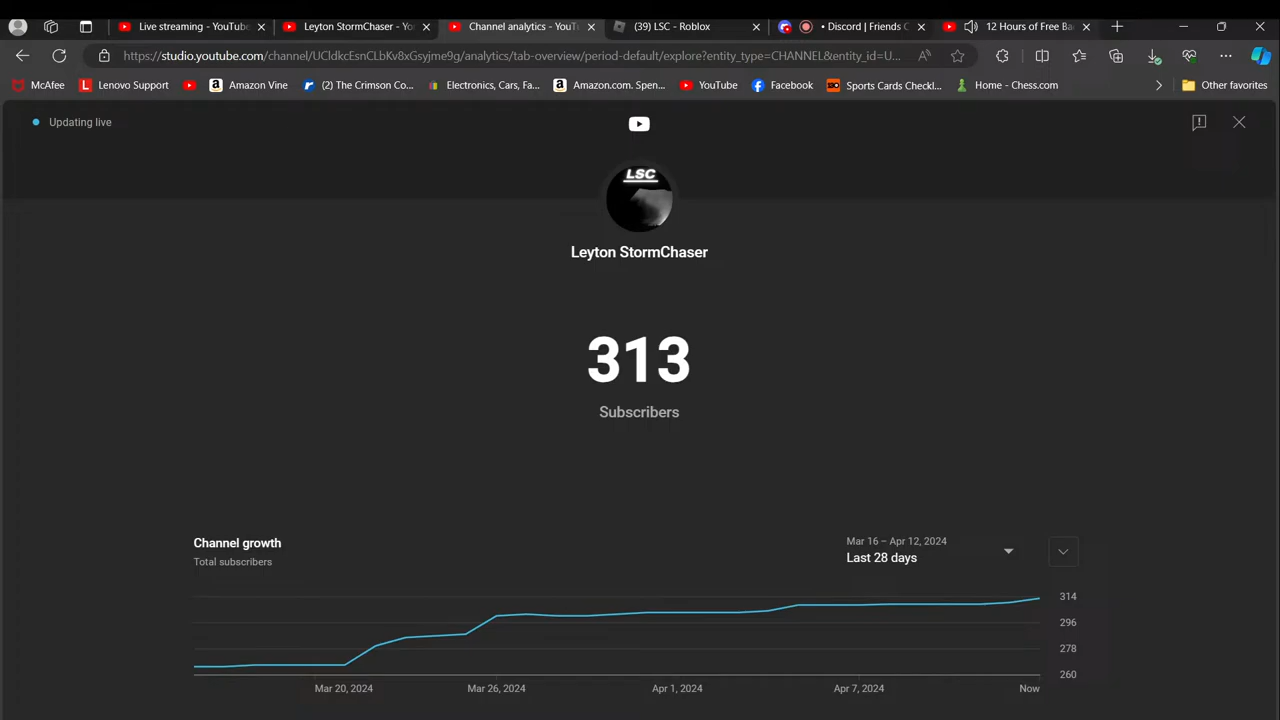 Live streaming - YouTube
Leyton StormChaser - Yo
Channel analytics - YouT
(39) LSC - Roblox
• Discord | Friends
12 Hours of Free Ba
https://studio.youtube.com/channel/UCldkcEsnCLbKv8xGsyjme9g/analytics/tab-overview/period-default/explore?entity_type=CHANNEL&entity_id=U...
McAfee
Lenovo Support
Amazon Vine
(2) The Crimson Co...
Electronics, Cars, Fa...
Amazon.com. Spen...
YouTube
Facebook
Sports Cards Checkl...
Home - Chess.com
Other favorites
Updating live
LSC
Leyton StormChaser
313
Subscribers
Channel growth
Total subscribers
Mar 16 – Apr 12, 2024
Last 28 days
314
296
278
260
Mar 20, 2024
Mar 26, 2024
Apr 1, 2024
Apr 7, 2024
Now